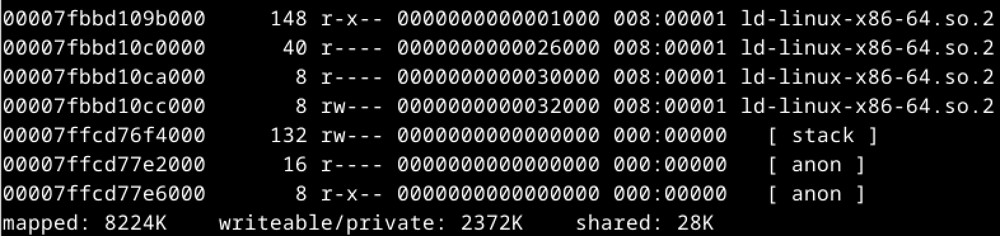 00007fbbd109b000     148 r-x-- 0000000000001000 008:00001 ld-linux-x86-64.so.2
00007fbbd10c0000      40 r---- 0000000000026000 008:00001 ld-linux-x86-64.so.2
00007fbbd10ca000       8 r---- 0000000000030000 008:00001 ld-linux-x86-64.so.2
00007fbbd10cc000       8 rw--- 0000000000032000 008:00001 ld-linux-x86-64.so.2
00007ffcd76f4000     132 rw--- 0000000000000000 000:00000   [ stack ]
00007ffcd77e2000      16 r---- 0000000000000000 000:00000   [ anon ]
00007ffcd77e6000       8 r-x-- 0000000000000000 000:00000   [ anon ]
mapped: 8224K    writeable/private: 2372K    shared: 28K